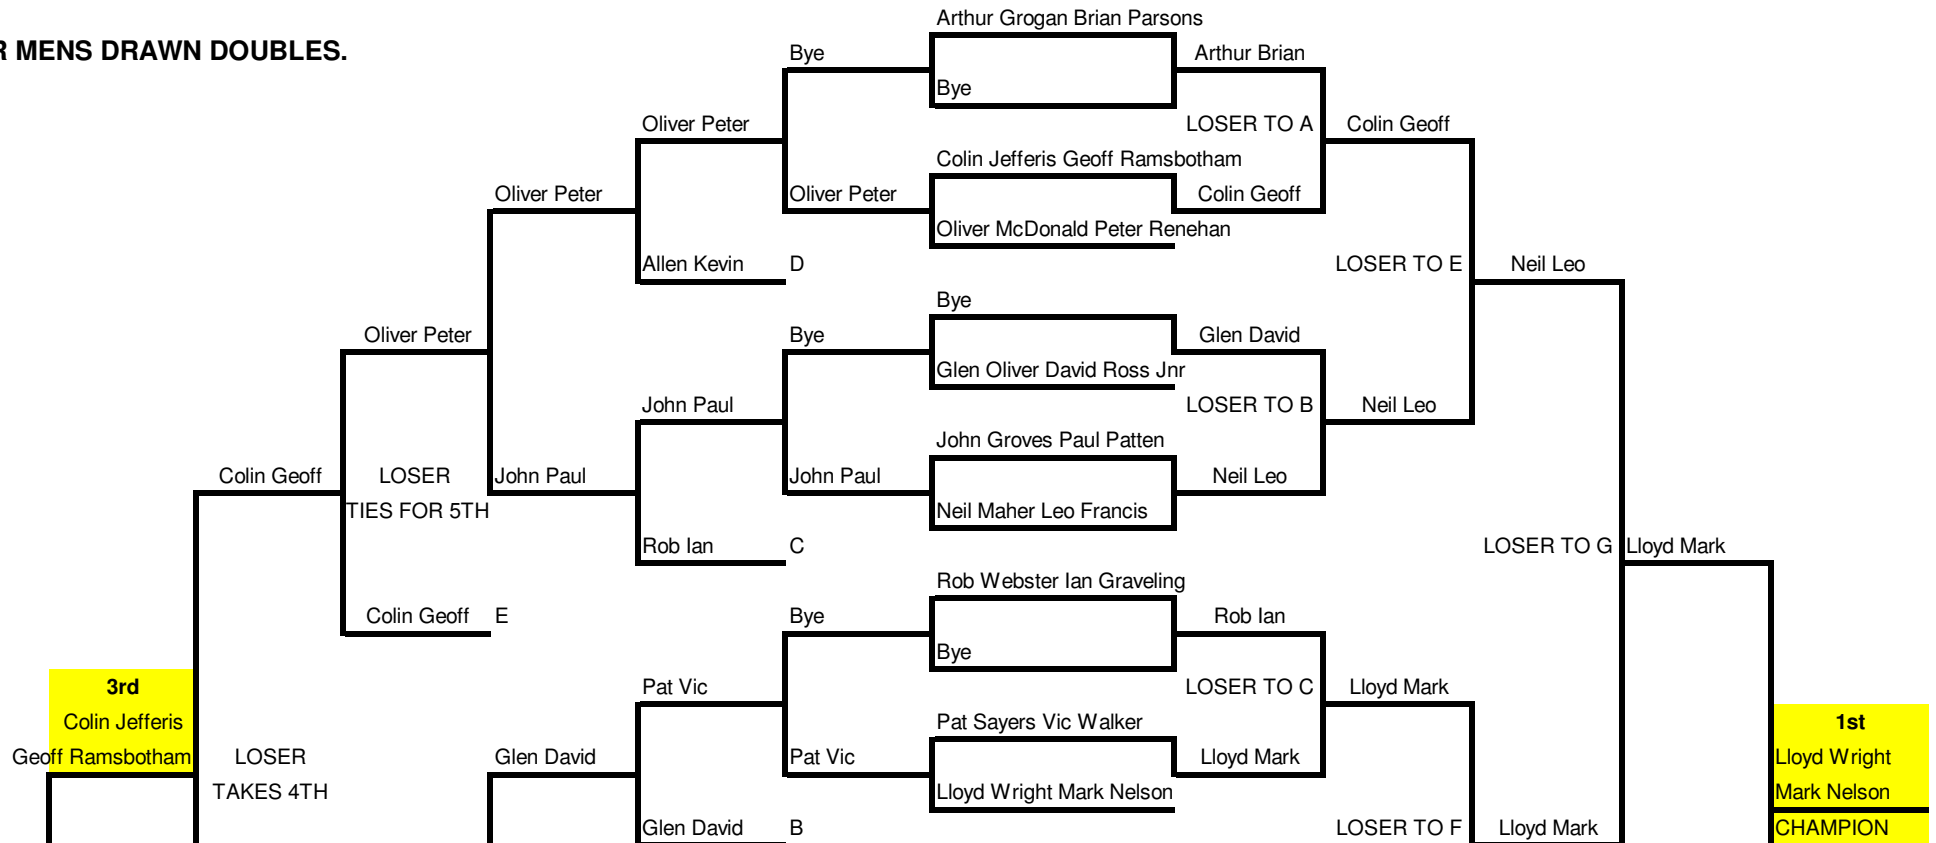 Arthur Grogan Brian Parsons
R MENS DRAWN DOUBLES.
Bye
Arthur Brian
Bye
Oliver Peter
LOSER TO A
Colin Geoff
Colin Jefferis Geoff Ramsbotham
Oliver Peter
Oliver Peter
Colin Geoff
Oliver McDonald Peter Renehan
Allen Kevin
D
LOSER TO E
Neil Leo
Bye
Oliver Peter
Bye
Glen David
Glen Oliver David Ross Jnr
John Paul
LOSER TO B
Neil Leo
John Groves Paul Patten
Colin Geoff
LOSER
John Paul
John Paul
Neil Leo
TIES FOR 5TH
Neil Maher Leo Francis
Rob Ian
C
LOSER TO G
Lloyd Mark
Rob Webster Ian Graveling
Colin Geoff
E
Bye
Rob Ian
Bye
3rd
Pat Vic
LOSER TO C
Lloyd Mark
Colin Jefferis
Pat Sayers Vic Walker
1st
Geoff Ramsbotham
LOSER
Glen David
Pat Vic
Lloyd Mark
Lloyd Wright
TAKES 4TH
Lloyd Wright Mark Nelson
Mark Nelson
Glen David
B
LOSER TO F
Lloyd Mark
CHAMPION